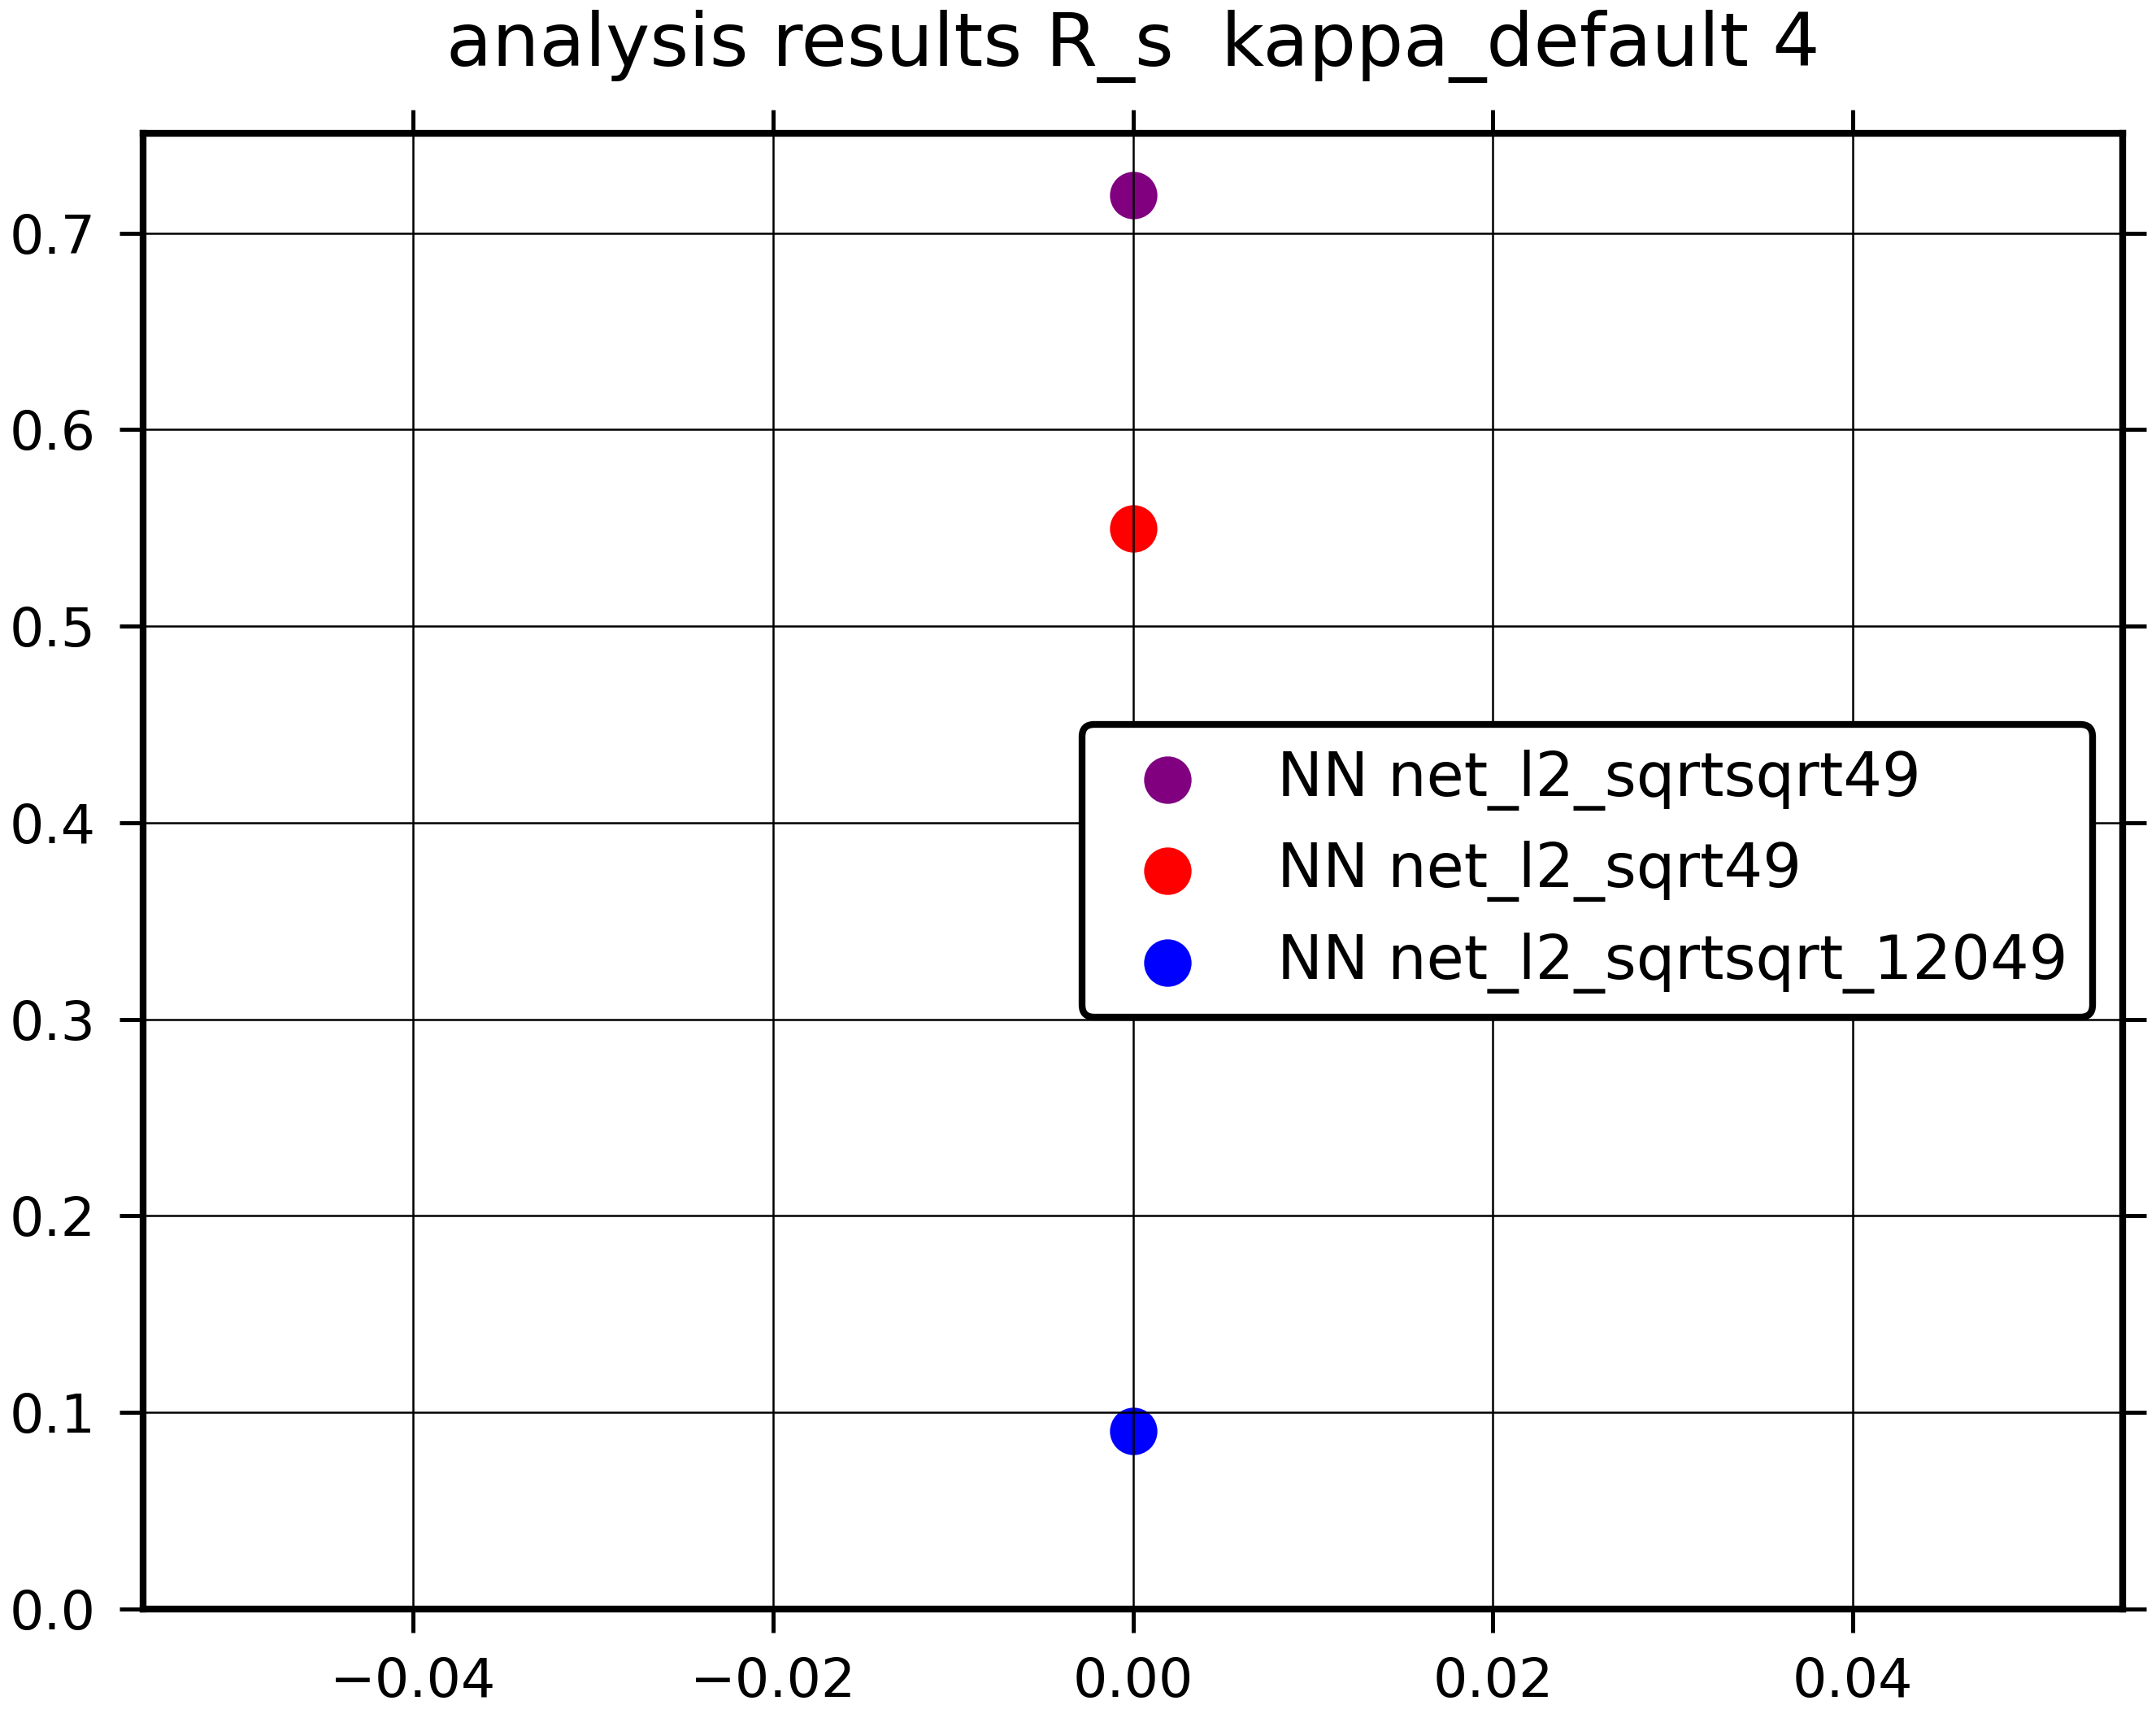 analysis results R_s  kappa_default 4
0.7
0.6
0.5
0.4
0.3
0.2
0.1
0.0
NN net_l2_sqrtsqrt49
NN net_l2_sqrt49
NN net_l2_sqrtsqrt_12049
−0.04 −0.02 0.00 0.02 0.04